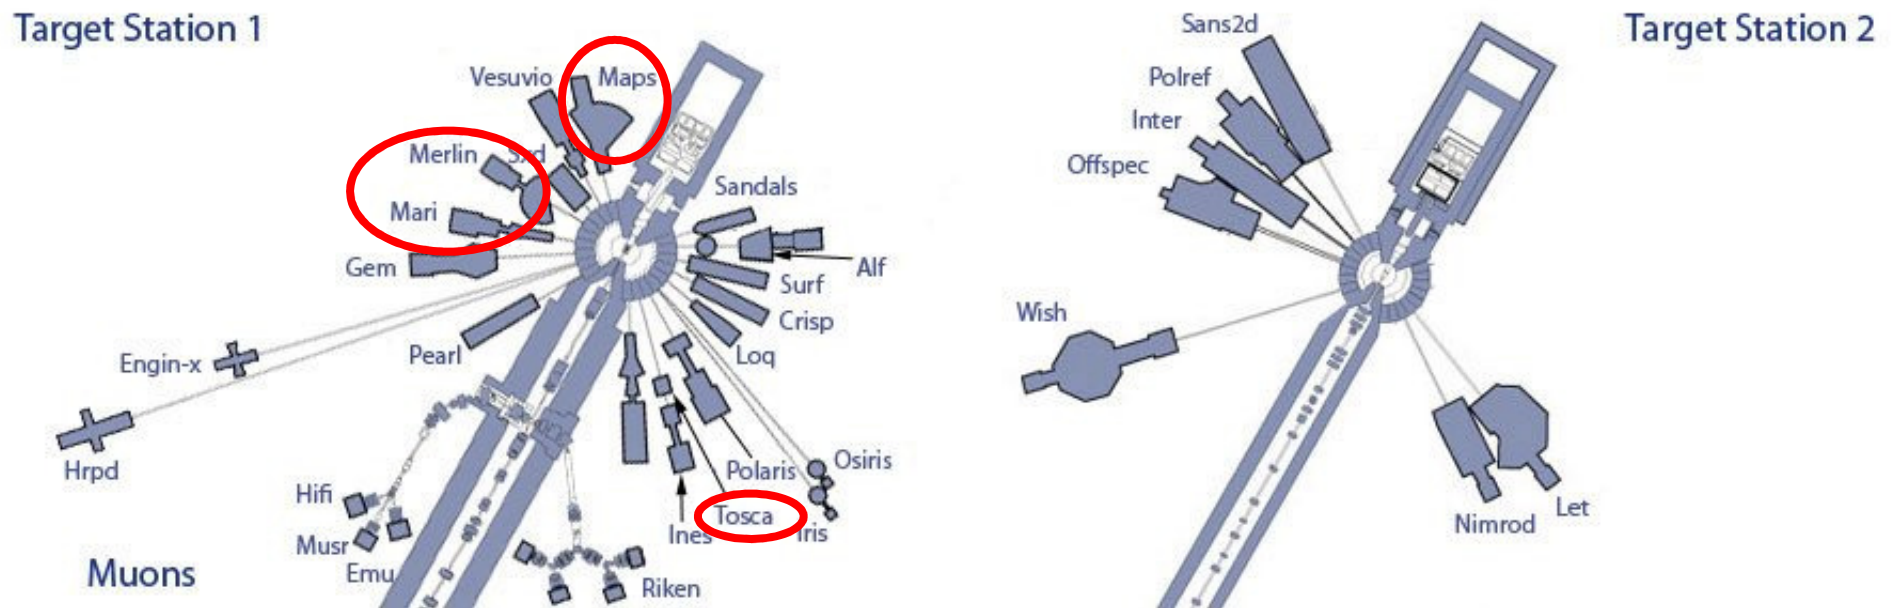 Target Station 1
Target Station 2
Sans2d
Vesuvio
Maps
Polref
Inter
Merlin
Sxd
Offspec
Sandals
Mari
Gem
Alf
Surf
Wish
Crisp
Pearl
Loq
Engin-x
Hrpd
Polaris
Osiris
Hifi
Tosca
Let
Nimrod
Ines
Iris
Musr
Muons
Emu
Riken